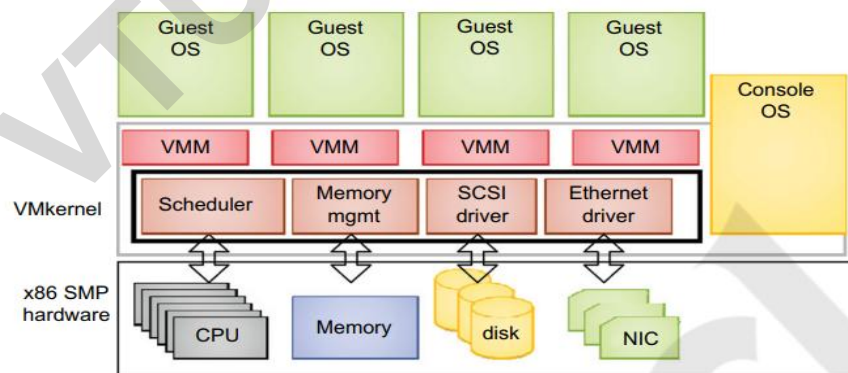 VTU
Guest
OS
Guest
OS
Guest
OS
Guest
OS
Console
OS
VMM
VMM
VMM
VMM
VMkernel
Scheduler
Memory
mgmt
SCSI
driver
Ethernet
driver
x86 SMP
hardware
CPU
Memory
disk
NIC